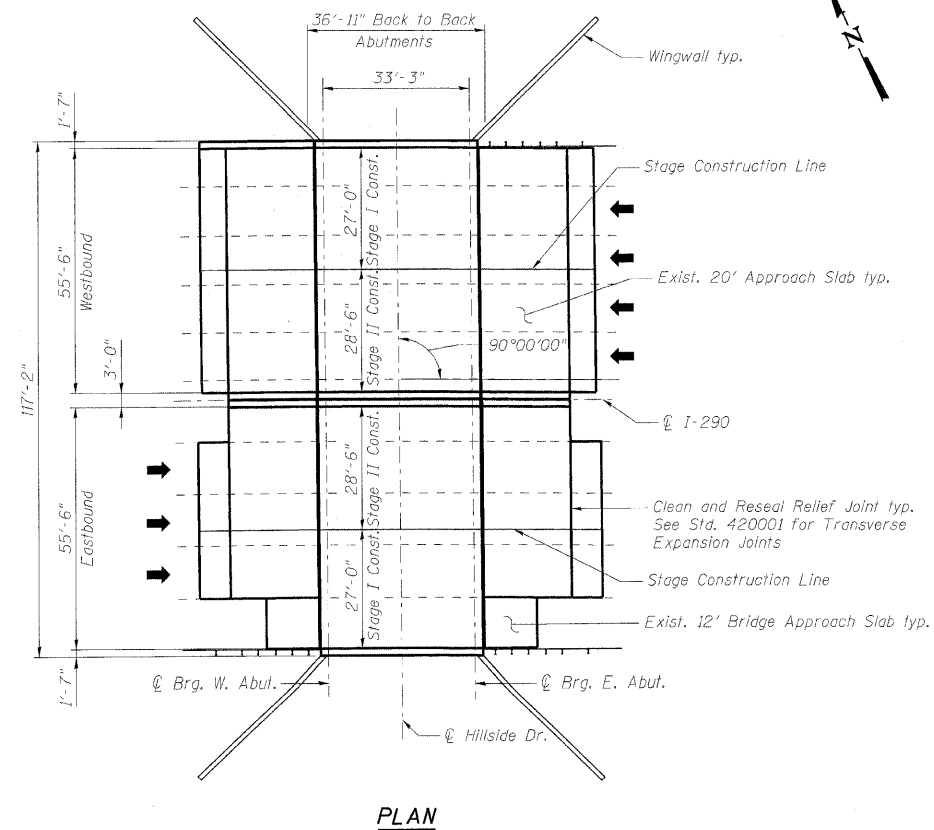 36'-11" Back to Back
Abutments
N
Wingwall typ.
33'-3"
1'-7"
Stage Construction Line
27'-0"
Stage I Const.
55'-6"
Westbound
Exist. 20' Approach Slab typ.
28'-6"
Stage II Const.
90°00'00"
3'-0"
117'-2"
℄ I-290
28'-6"
Stage II Const.
55'-6"
Eastbound
Clean and Reseal Relief Joint typ.
See Std. 420001 for Transverse
Expansion Joints
27'-0"
Stage I Const.
Stage Construction Line
Exist. 12' Bridge Approach Slab typ.
1'-7"
℄ Brg. W. Abut.
℄ Brg. E. Abut.
℄ Hillside Dr.
PLAN